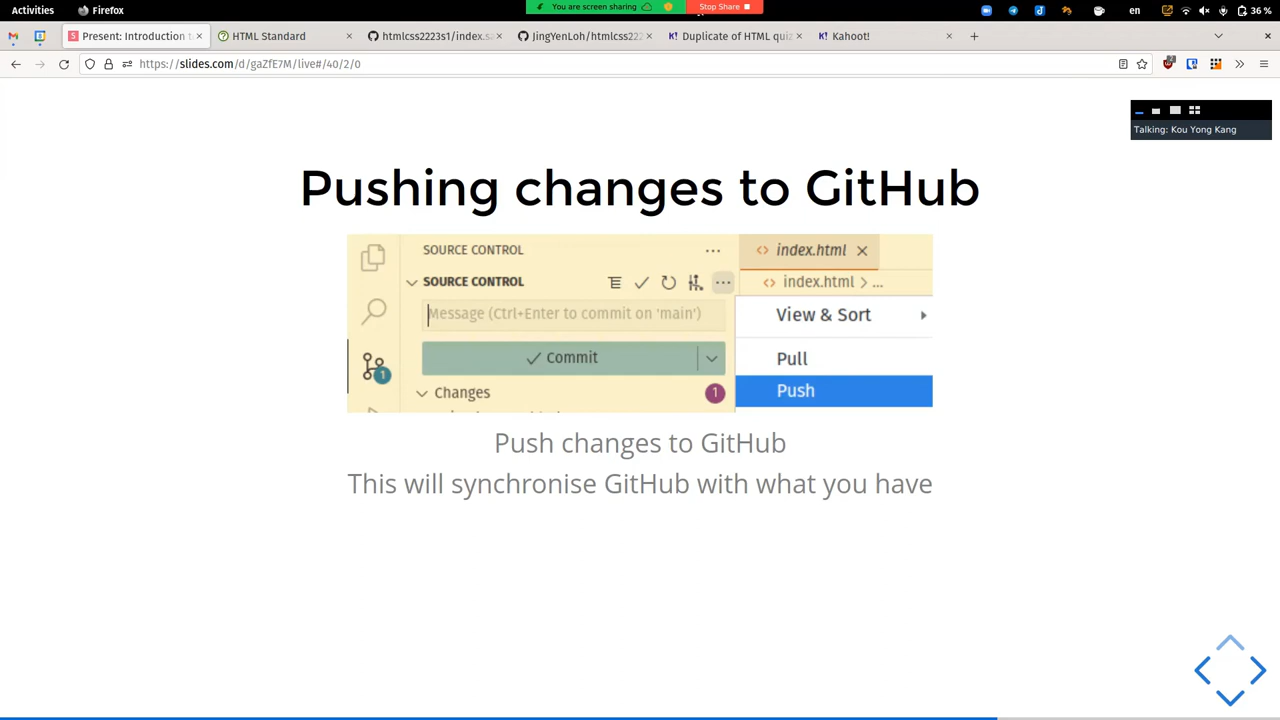 Activities
Firefox
You are screen sharing
Stop Share
en
36 %
Present: Introduction t
HTML Standard
htmlcss2223s1/index.sa
JingYenLoh/htmlcss222
Duplicate of HTML quiz
Kahoot!
https://slides.com/d/gaZfE7M/live#/40/2/0
Talking: Kou Yong Kang
Pushing changes to GitHub
SOURCE CONTROL
index.html
SOURCE CONTROL
index.html > ...
Message (Ctrl+Enter to commit on 'main')
View & Sort
Commit
Pull
1
Changes
1
Push
Push changes to GitHub
This will synchronise GitHub with what you have